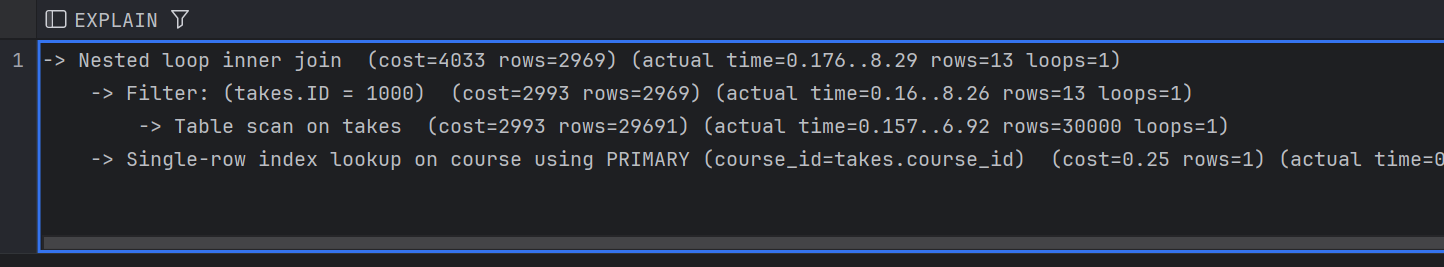 EXPLAIN
1 -> Nested loop inner join  (cost=4033 rows=2969) (actual time=0.176..8.29 rows=13 loops=1)
    -> Filter: (takes.ID = 1000)  (cost=2993 rows=2969) (actual time=0.16..8.26 rows=13 loops=1)
        -> Table scan on takes  (cost=2993 rows=29691) (actual time=0.157..6.92 rows=30000 loops=1)
    -> Single-row index lookup on course using PRIMARY (course_id=takes.course_id)  (cost=0.25 rows=1) (actual time=0